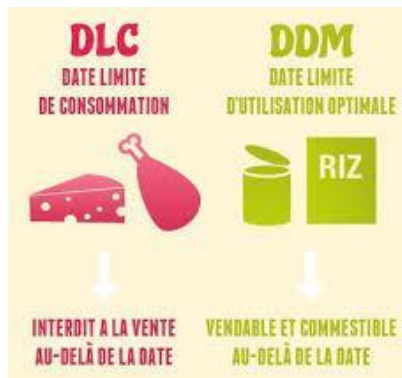 DLC
DATE LIMITE
DE CONSOMMATION
INTERDIT A LA VENTE
AU-DELÀ DE LA DATE
DDM
DATE LIMITE
D'UTILISATION OPTIMALE
RIZ
VENDABLE ET COMMESTIBLE
AU-DELÀ DE LA DATE